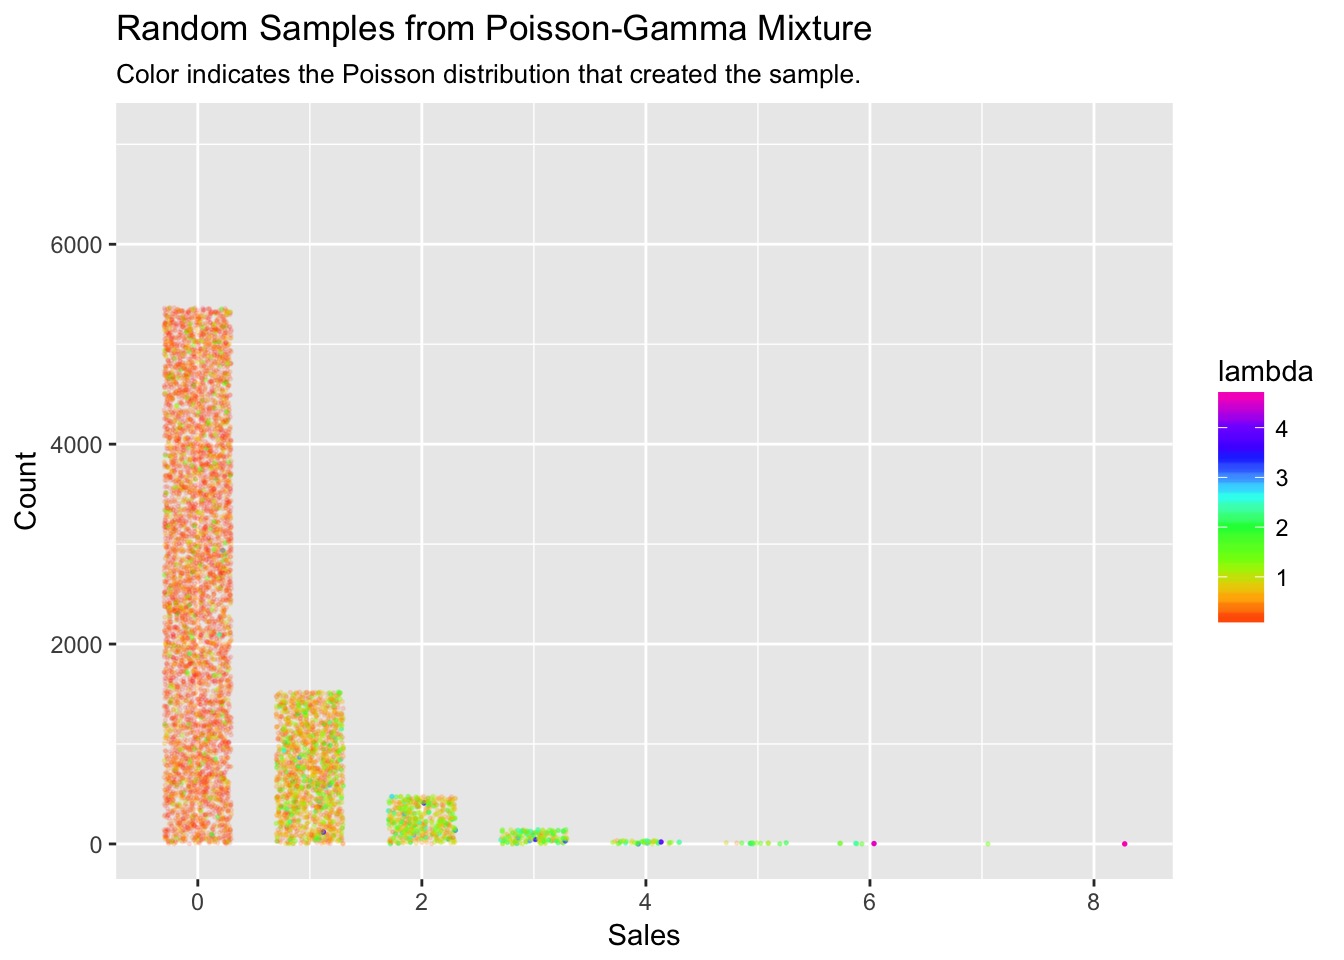 Random Samples from Poisson-Gamma Mixture
Color indicates the Poisson distribution that created the sample.
6000
4000
2000
0
Count
0 2 4 6 8
Sales
lambda
4
3
2
1